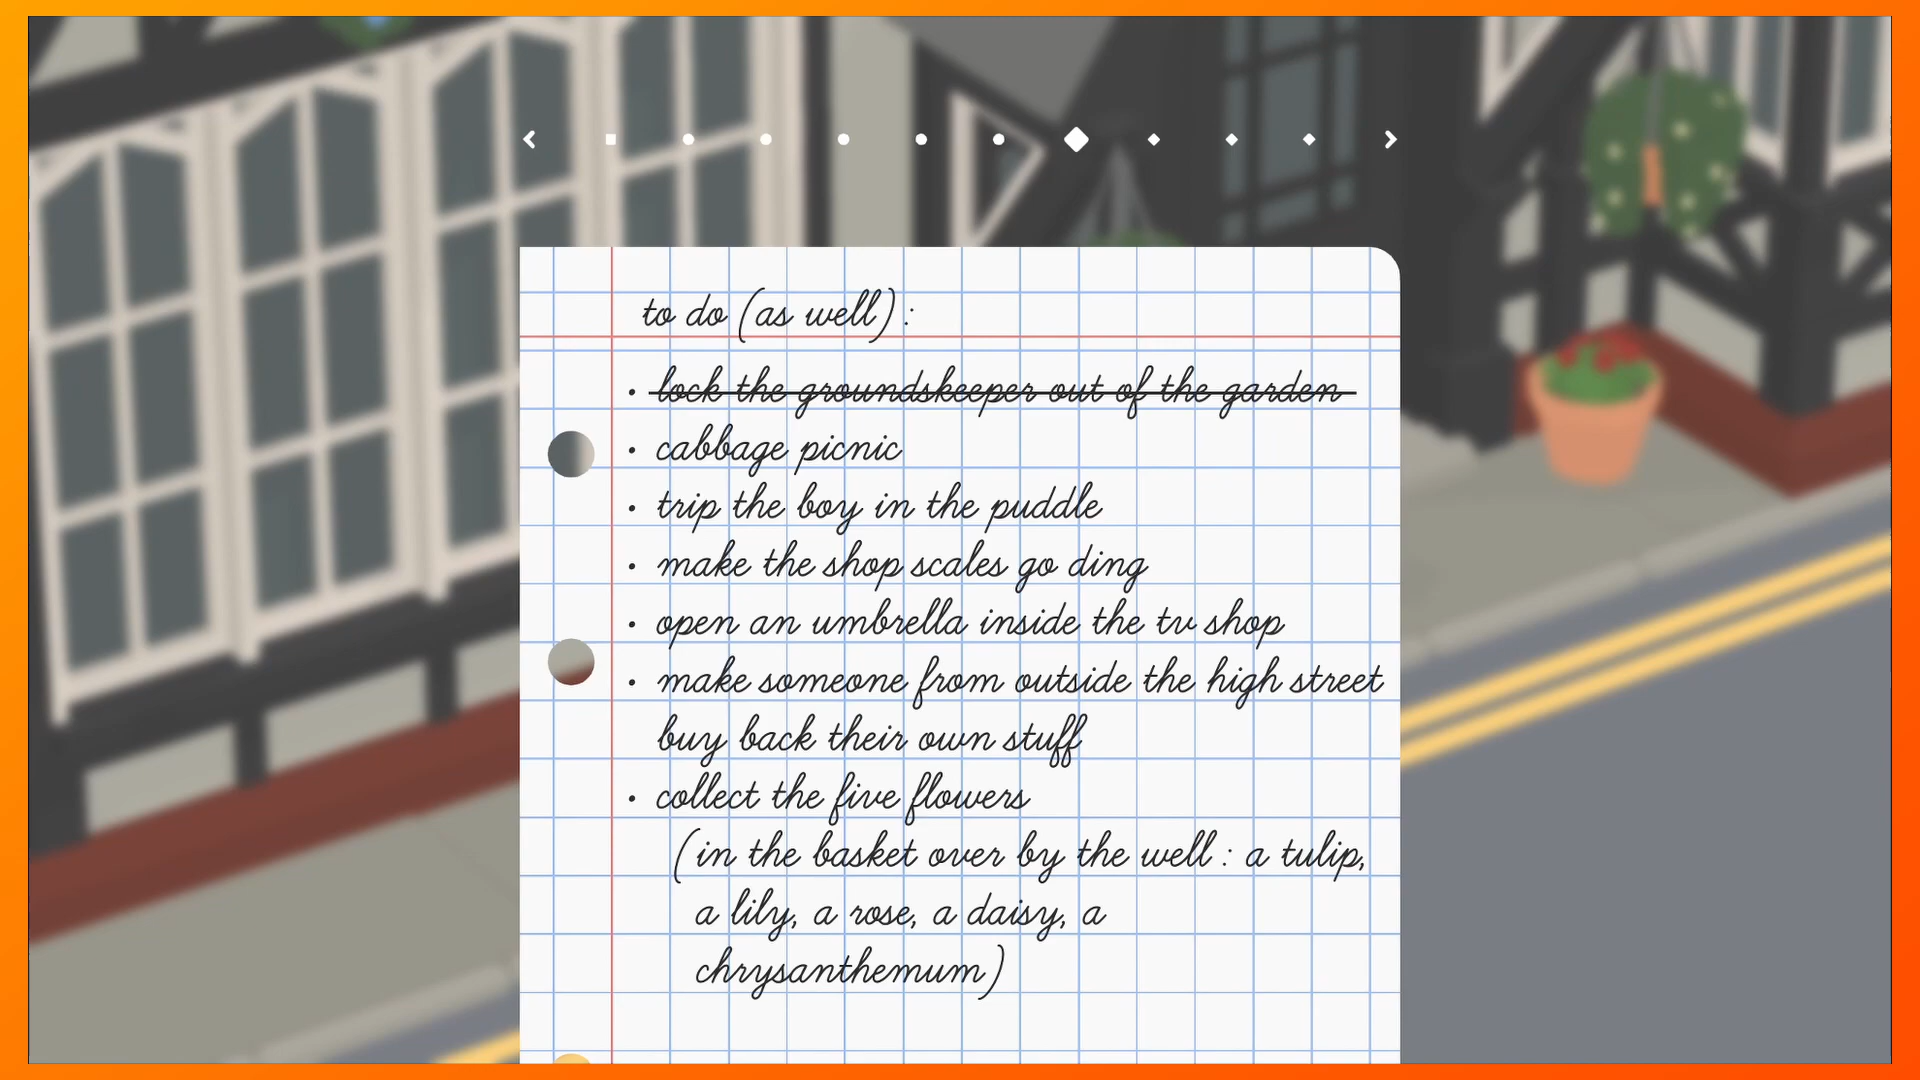 to do (as well) :
• lock the groundskeeper out of the garden
• cabbage picnic
• trip the boy in the puddle
• make the shop scales go ding
• open an umbrella inside the tv shop
• make someone from outside the high street
buy back their own stuff
• collect the five flowers
(in the basket over by the well : a tulip,
a lily, a rose, a daisy, a
chrysanthemum)